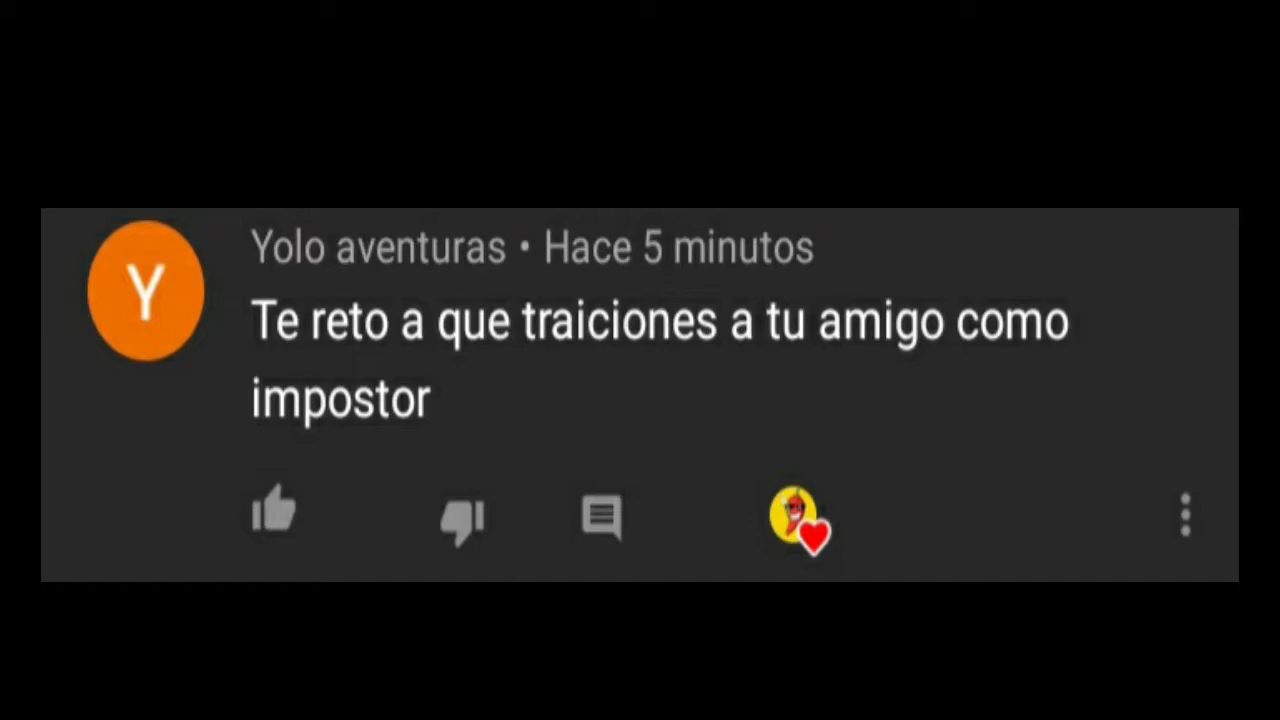 Y
Yolo aventuras • Hace 5 minutos
Te reto a que traiciones a tu amigo como
impostor